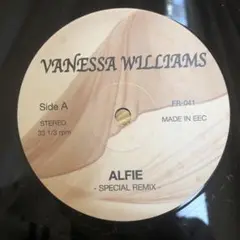 VANESSA WILLIAMS
Side A
FR-041
STEREO
MADE IN EEC
33 1/3 rpm
ALFIE
- SPECIAL REMIX -